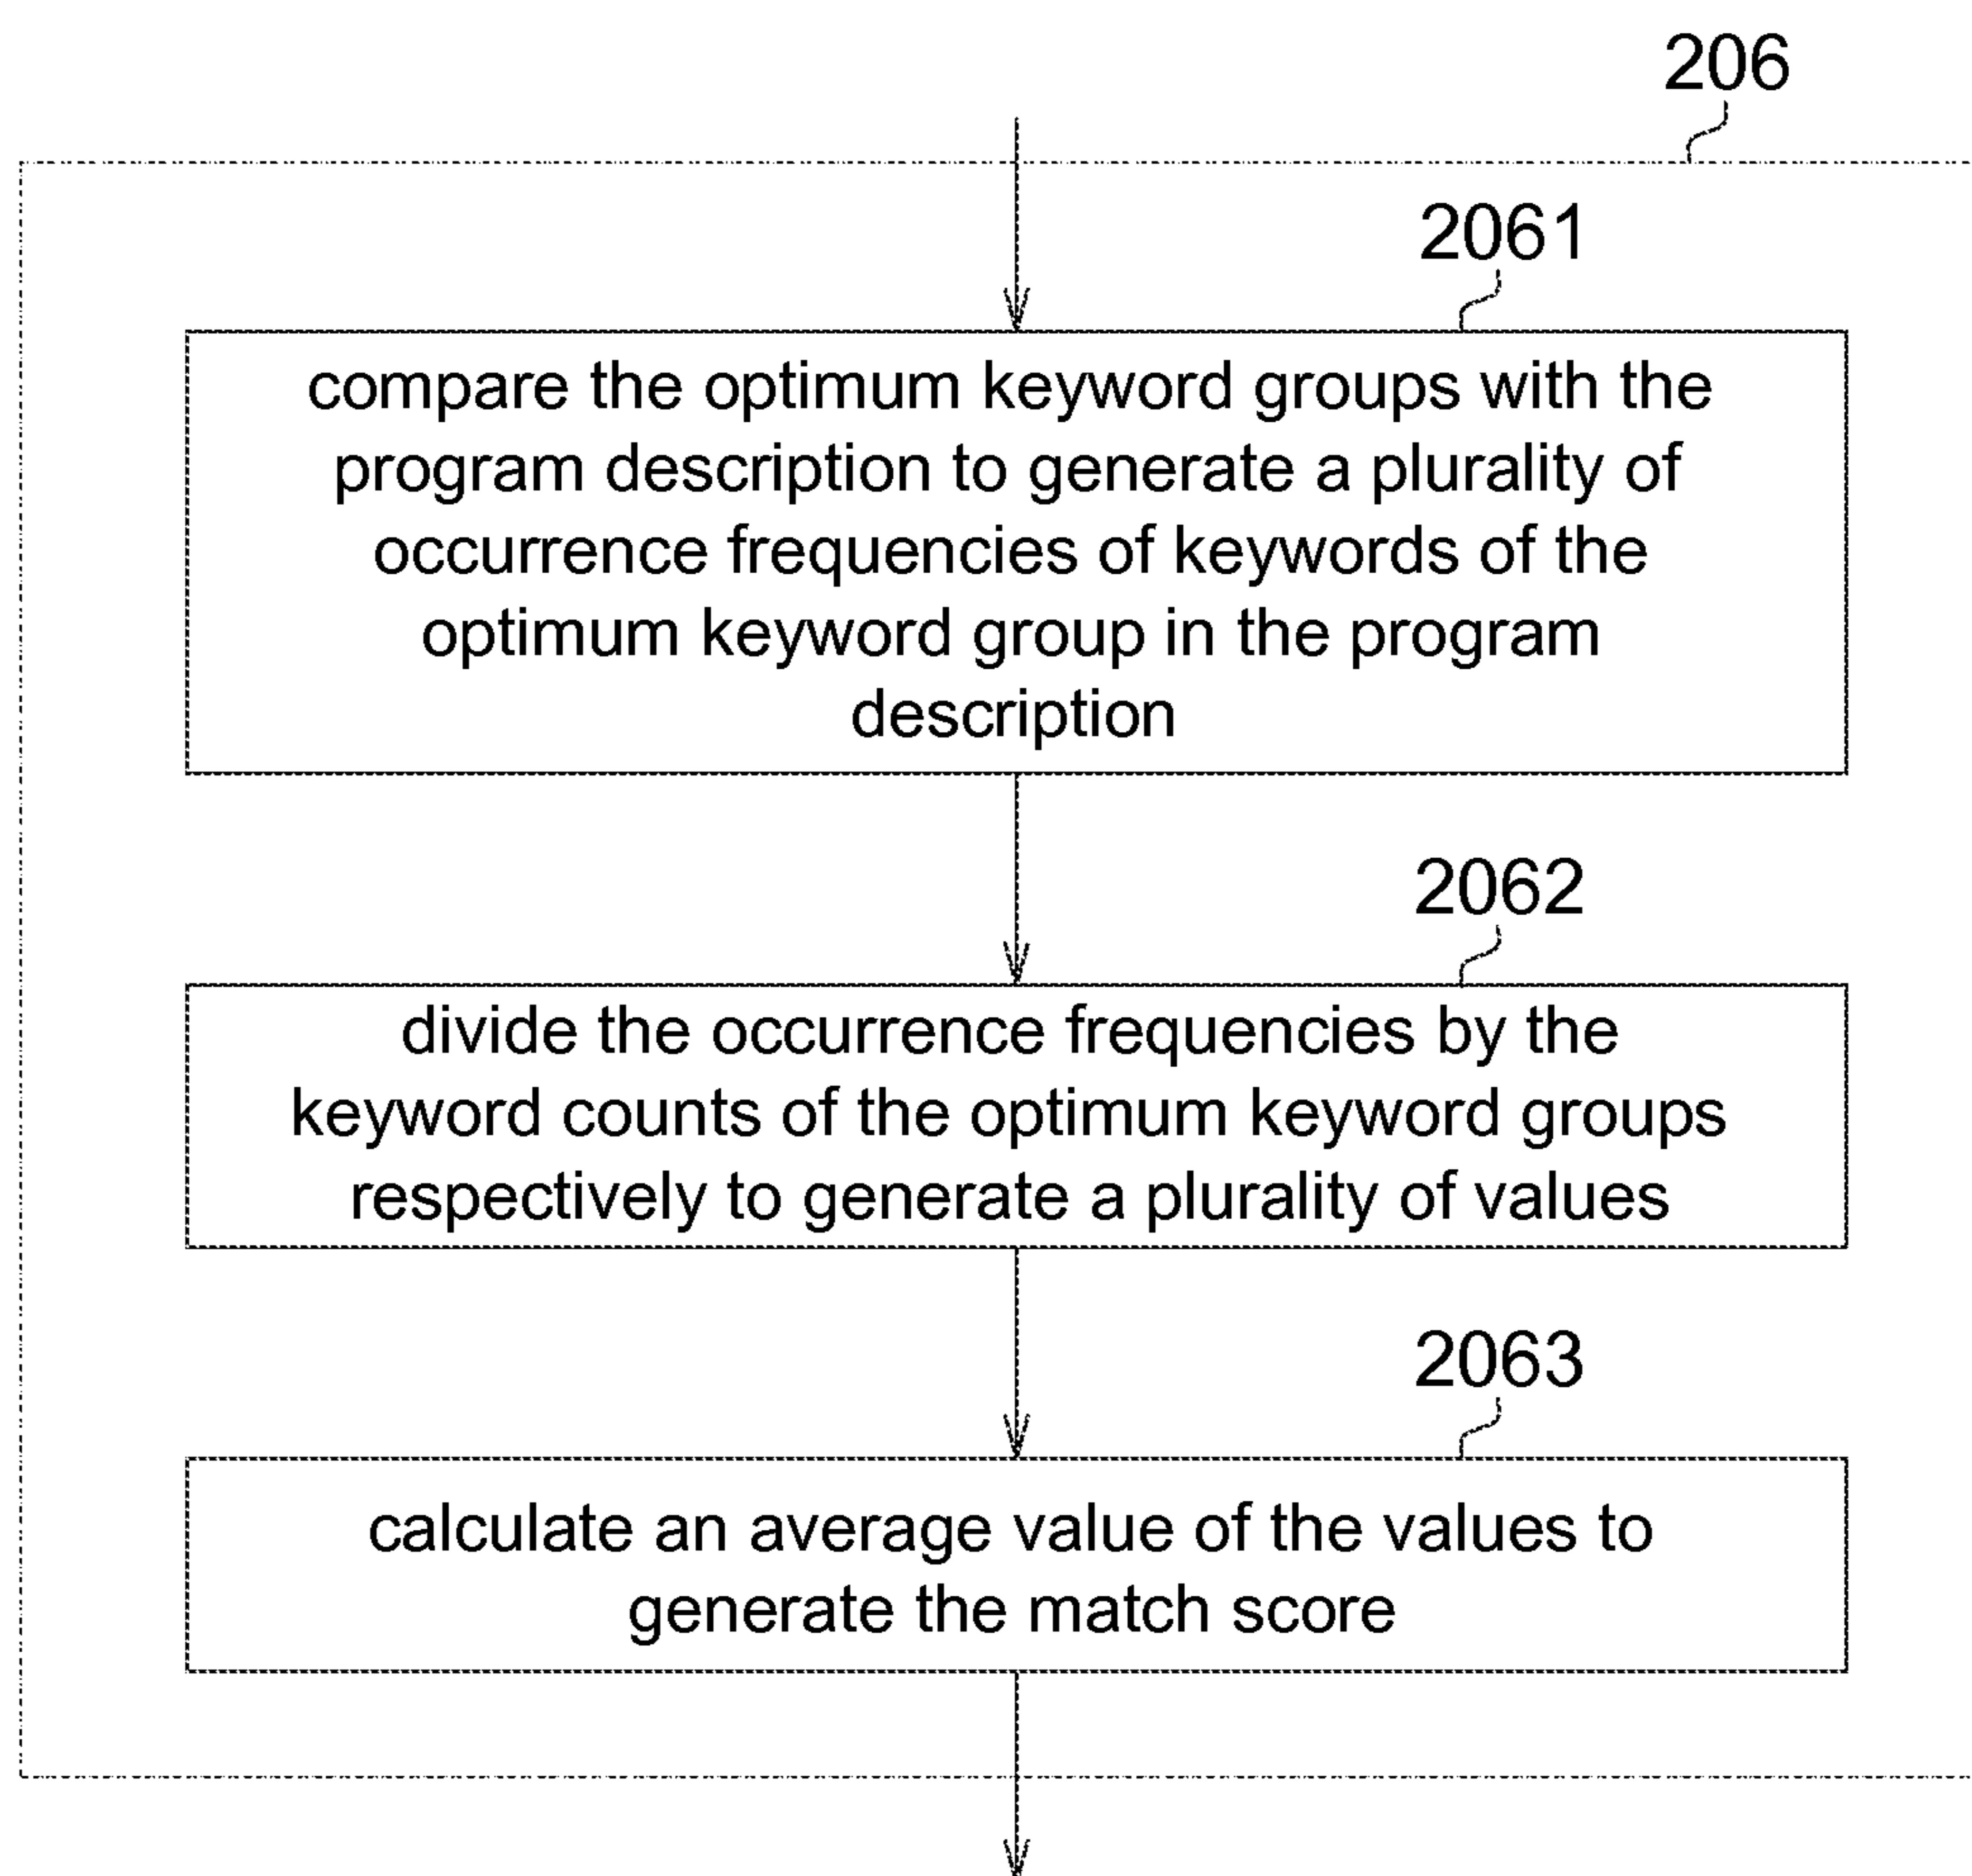 206
2061
compare the optimum keyword groups with the
program description to generate a plurality of
occurrence frequencies of keywords of the
optimum keyword group in the program
description
2062
divide the occurrence frequencies by the
keyword counts of the optimum keyword groups
respectively to generate a plurality of values
2063
calculate an average value of the values to
generate the match score